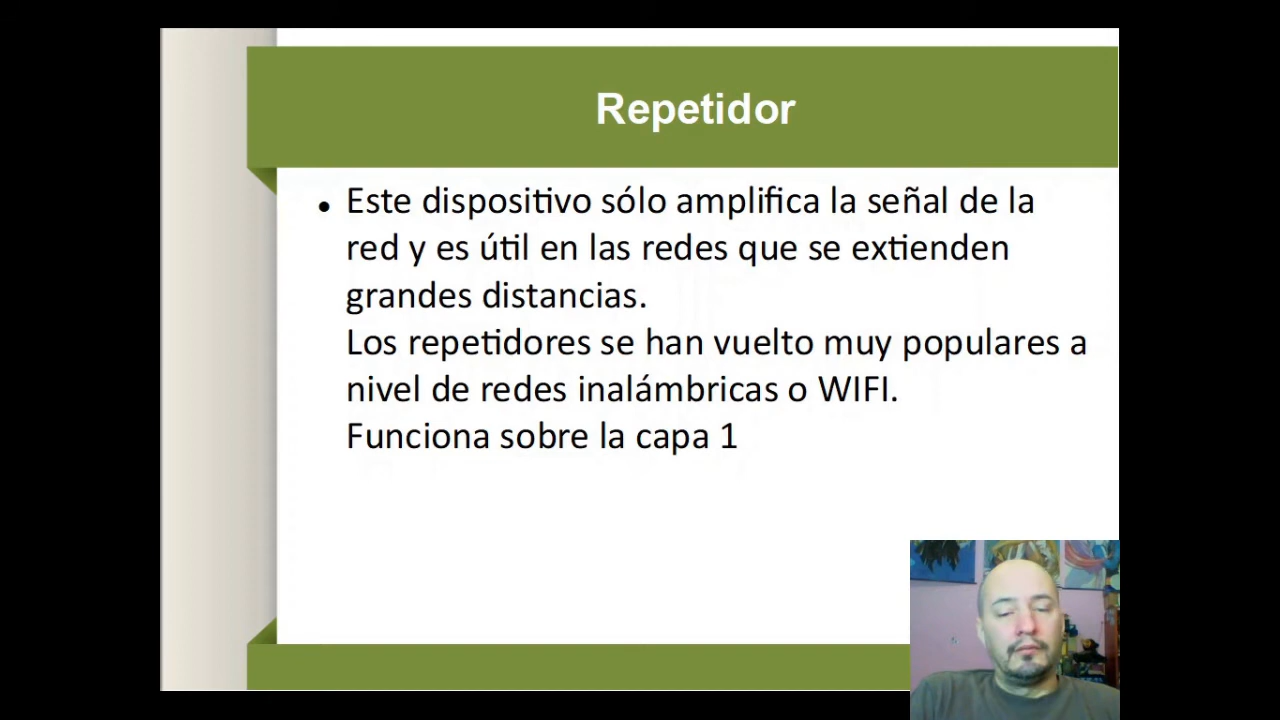 Repetidor
• Este dispositivo sólo amplifica la señal de la
red y es útil en las redes que se extienden
grandes distancias.
Los repetidores se han vuelto muy populares a
nivel de redes inalámbricas o WIFI.
Funciona sobre la capa 1